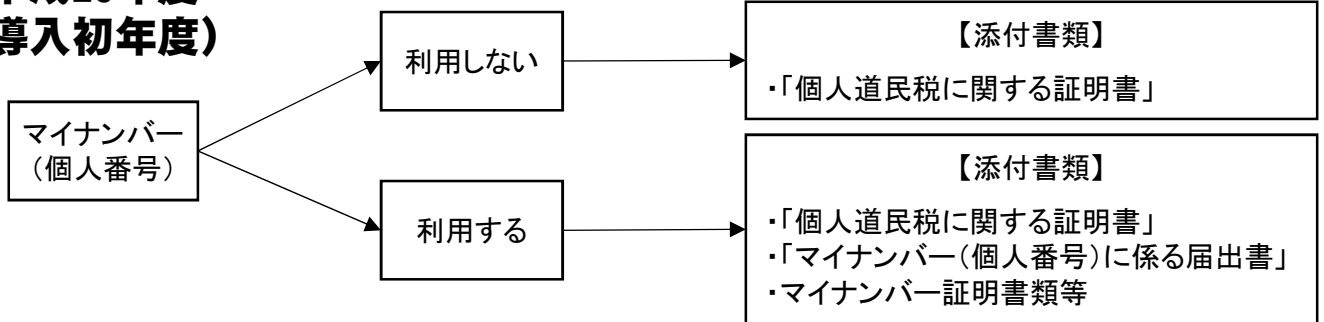 導入初年度)
マイナンバー
(個人番号)
利用しない
利用する
【添付書類】
・「個人道民税に関する証明書」
【添付書類】
・「個人道民税に関する証明書」
・「マイナンバー(個人番号)に係る届出書」
・マイナンバー証明書類等